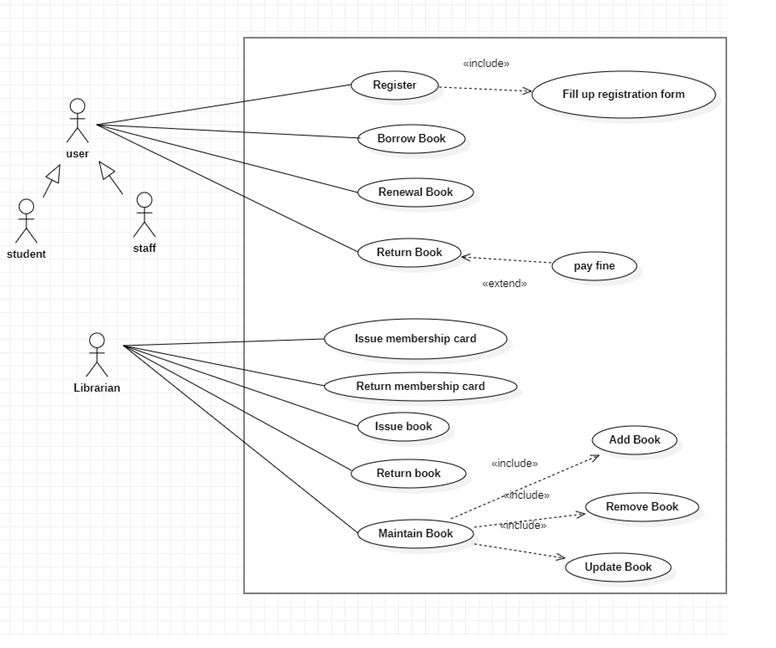 «include»
Register
Fill up registration form
user
Borrow Book
Renewal Book
student
staff
Return Book
pay fine
«extend»
Librarian
Issue membership card
Return membership card
Issue book
Add Book
«include»
Return book
«include»
Remove Book
«include»
Maintain Book
Update Book